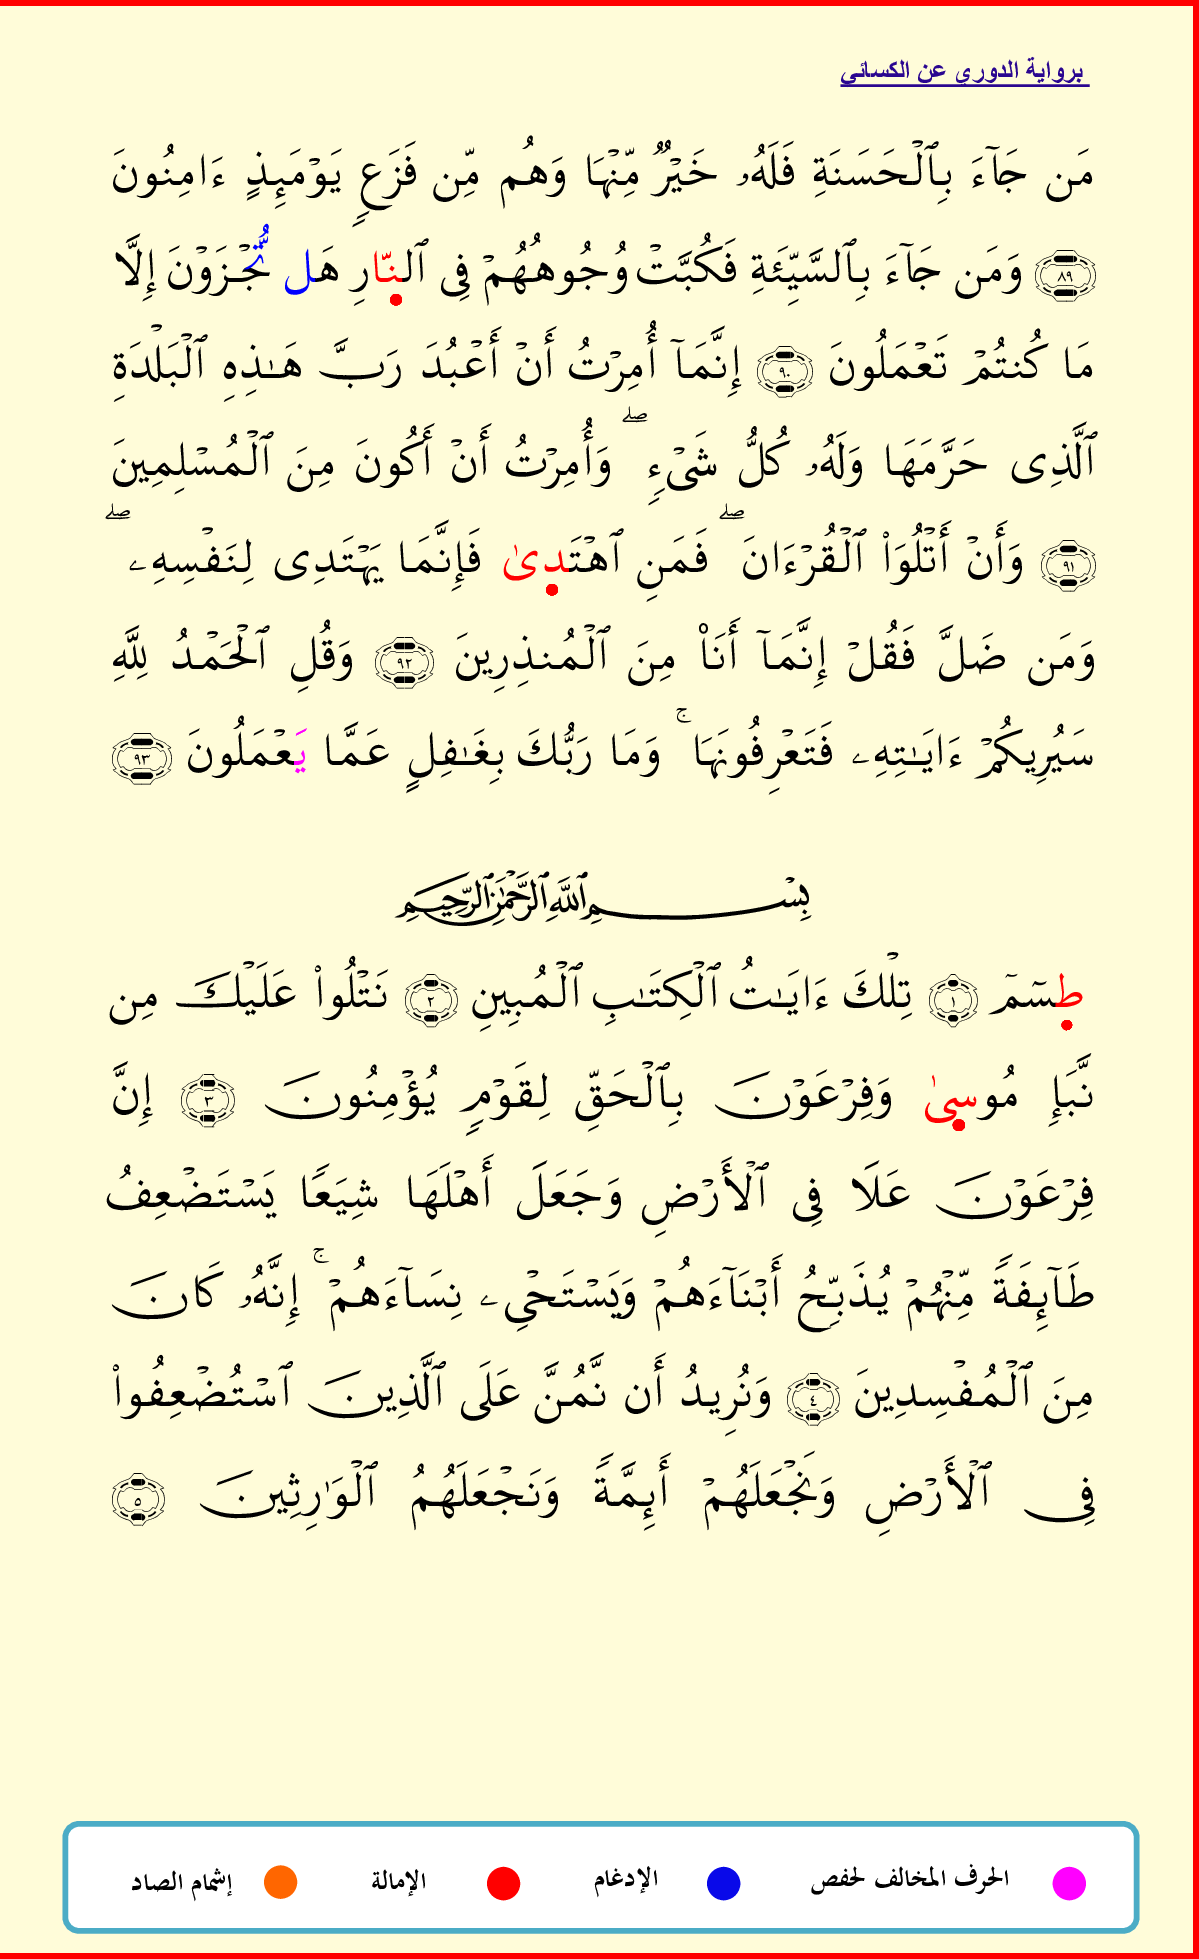 برواية الدوري عن الكسائي
مَن جَآءَ بِٱلْحَسَنَةِ فَلَهُۥ خَيْرٌ مِّنْهَا وَهُم مِّن فَزَعٍ يَوْمَئِذٍ ءَامِنُونَ
٨٩ وَمَن جَآءَ بِٱلسَّيِّئَةِ فَكُبَّتْ وُجُوهُهُمْ فِى ٱلنّارِ هَل تُّجْزَوْنَ إِلَّا
مَا كُنتُمْ تَعْمَلُونَ ٩٠ إِنَّمَآ أُمِرْتُ أَنْ أَعْبُدَ رَبَّ هَـٰذِهِ ٱلْبَلْدَةِ
ٱلَّذِى حَرَّمَهَا وَلَهُۥ كُلُّ شَىْءٍ ۖ وَأُمِرْتُ أَنْ أَكُونَ مِنَ ٱلْمُسْلِمِينَ
٩١ وَأَنْ أَتْلُوَا۟ ٱلْقُرْءَانَ ۖ فَمَنِ ٱهْتَدِىٰ فَإِنَّمَا يَهْتَدِى لِنَفْسِهِۦ ۖ
وَمَن ضَلَّ فَقُلْ إِنَّمَآ أَنَا۠ مِنَ ٱلْمُنذِرِينَ ٩٢ وَقُلِ ٱلْحَمْدُ لِلَّهِ
سَيُرِيكُمْ ءَايَـٰتِهِۦ فَتَعْرِفُونَهَا ۚ وَمَا رَبُّكَ بِغَـٰفِلٍ عَمَّا يَعْمَلُونَ ٩٣
بِسْمِ ٱللَّهِ ٱلرَّحْمَـٰنِ ٱلرَّحِيمِ
طِسٓمٓ ١ تِلْكَ ءَايَـٰتُ ٱلْكِتَـٰبِ ٱلْمُبِينِ ٢ نَتْلُوا۟ عَلَيْكَ مِن
نَّبَإِ مُوسِىٰ وَفِرْعَوْنَ بِٱلْحَقِّ لِقَوْمٍ يُؤْمِنُونَ ٣ إِنَّ
فِرْعَوْنَ عَلَا فِى ٱلْأَرْضِ وَجَعَلَ أَهْلَهَا شِيَعًا يَسْتَضْعِفُ
طَآئِفَةً مِّنْهُمْ يُذَبِّحُ أَبْنَآءَهُمْ وَيَسْتَحْىِۦ نِسَآءَهُمْ ۚ إِنَّهُۥ كَانَ
مِنَ ٱلْمُفْسِدِينَ ٤ وَنُرِيدُ أَن نَّمُنَّ عَلَى ٱلَّذِينَ ٱسْتُضْعِفُوا۟
فِى ٱلْأَرْضِ وَنَجْعَلَهُمْ أَئِمَّةً وَنَجْعَلَهُمُ ٱلْوَٰرِثِينَ ٥
الحرف المخالف لحفص الإدغام الإمالة إشمام الصاد